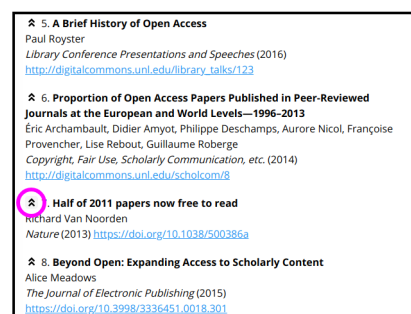 5. A Brief History of Open Access
Paul Royster
Library Conference Presentations and Speeches (2016)
http://digitalcommons.unl.edu/library_talks/123
6. Proportion of Open Access Papers Published in Peer-Reviewed
Journals at the European and World Levels—1996–2013
Éric Archambault, Didier Amyot, Philippe Deschamps, Aurore Nicol, Françoise
Provencher, Lise Rebout, Guillaume Roberge
Copyright, Fair Use, Scholarly Communication, etc. (2014)
http://digitalcommons.unl.edu/scholcom/8
. Half of 2011 papers now free to read
Richard Van Noorden
Nature (2013) https://doi.org/10.1038/500386a
8. Beyond Open: Expanding Access to Scholarly Content
Alice Meadows
The Journal of Electronic Publishing (2015)
https://doi.org/10.3998/3336451.0018.301